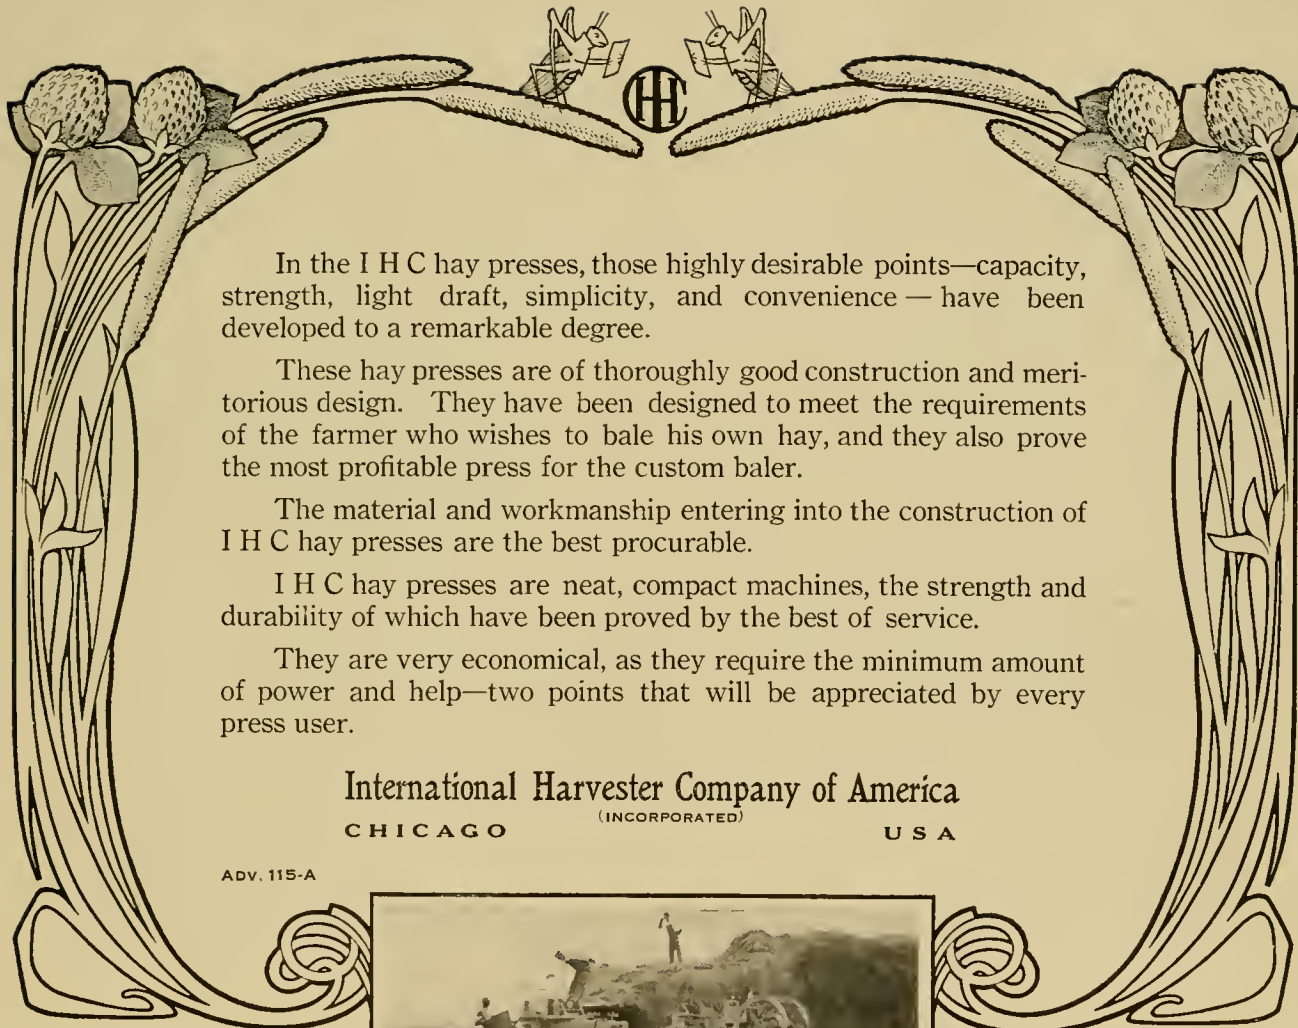 IHC
In the I H C hay presses, those highly desirable points—capacity,
strength, light draft, simplicity, and convenience — have been
developed to a remarkable degree.
These hay presses are of thoroughly good construction and meri-
torious design. They have been designed to meet the requirements
of the farmer who wishes to bale his own hay, and they also prove
the most profitable press for the custom baler.
The material and workmanship entering into the construction of
I H C hay presses are the best procurable.
I H C hay presses are neat, compact machines, the strength and
durability of which have been proved by the best of service.
They are very economical, as they require the minimum amount
of power and help—two points that will be appreciated by every
press user.
International Harvester Company of America
(INCORPORATED)
CHICAGO USA
ADV. 115-A